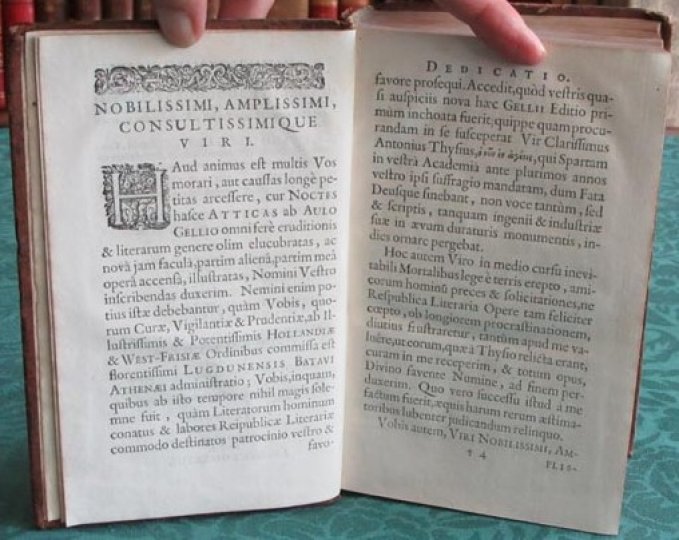 NOBILISSIMI, AMPLISSIMI,
CONSULTISSIMIQUE
VIRI.
HAud animus est multis Vos
morari, aut caussas longè pe-
titas arcessere, cur NOCTES
hasce ATTICAS ab AULO
GELLIO omni ferè eruditionis
& literarum genere olim elucubratas, ac
novâ jam faculâ, partim alienâ, partim meâ
operâ accensâ, illustratas, Nomini Vestro
inscribendas duxerim. Nemini enim po-
tius istæ debebantur, quàm Vobis, quo-
rum Curæ, Vigilantiæ & Prudentiæ, ab Il-
lustrissimis & Potentissimis HOLLANDIÆ
& WEST-FRISIÆ Ordinibus commissa est
florentissimi LUGDUNENSIS BATAVI
ATHENÆI administratio; Vobis, inquam,
quibus ab isto tempore nihil magis sole-
mne fuit, quàm Literatorum hominum
conatus & labores Reipublicæ Literariæ
commodo destinatos patrocinio vestro &
favo-
DEDICATIO.
favore prosequi. Accedit, quòd vestris qua-
si auspiciis nova hæc GELLII Editio pri-
mùm inchoata fuerit; quippe quam procu-
randam in se susceperat Vir Clarissimus
Antonius Thysius, qui Spartam
in vestrâ Academiâ ante plurimos annos
vestro ipsi suffragio mandatam, dum Fata
Deusque sinebant, non voce tantùm, sed
& scriptis, tanquam ingenii & industriæ
suæ in ævum duraturis monumentis, in-
dies ornare pergebat.
Hoc autem Viro in medio cursu inevi-
tabili Mortalibus lege è terris erepto, ami-
corum hominũ preces & solicitationes, ne
Respublica Literaria Opere tam feliciter
cœpto, ob longiorem procrastinationem,
diutius frustraretur, tantùm apud me va-
luêre, ut eorum, quæ à Thysio relicta erant,
curam in me receperim, & totum opus,
Divino favente Numine, ad finem per-
duxerim. Quo vero successu istud à me
factum fuerit, æquis harum rerum æstima-
toribus lubenter judicandum relinquo.
Vobis autem, VIRI NOBILISSIMI, AM-
4
PLIS-